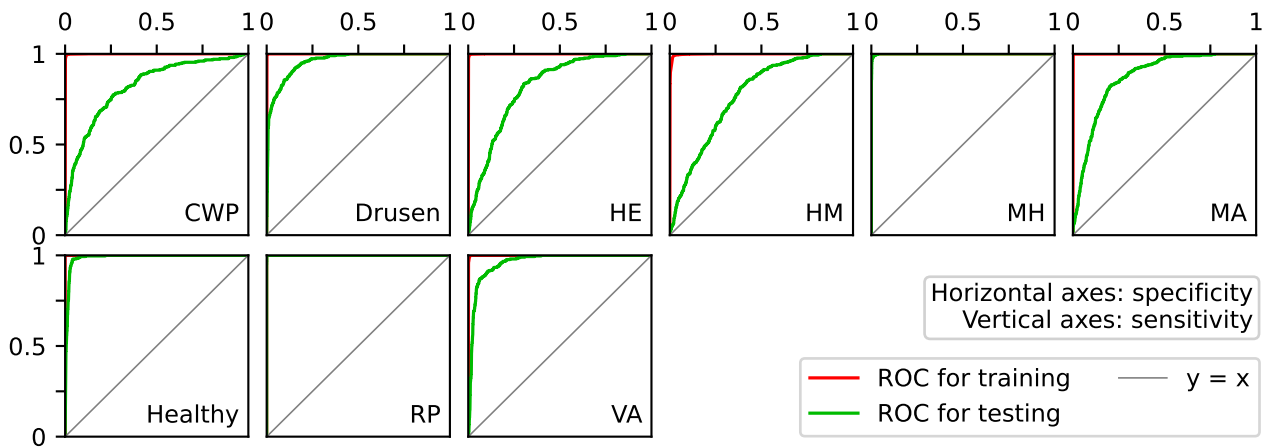 0 0.5 1 0 0.5 1 0 0.5 1 0 0.5 1 0 0.5 1 0 0.5 1
1
0.5
0
CWP Drusen HE HM MH MA
1
0.5
0
Healthy RP VA
Horizontal axes: specificity
Vertical axes: sensitivity
ROC for training y = x
ROC for testing